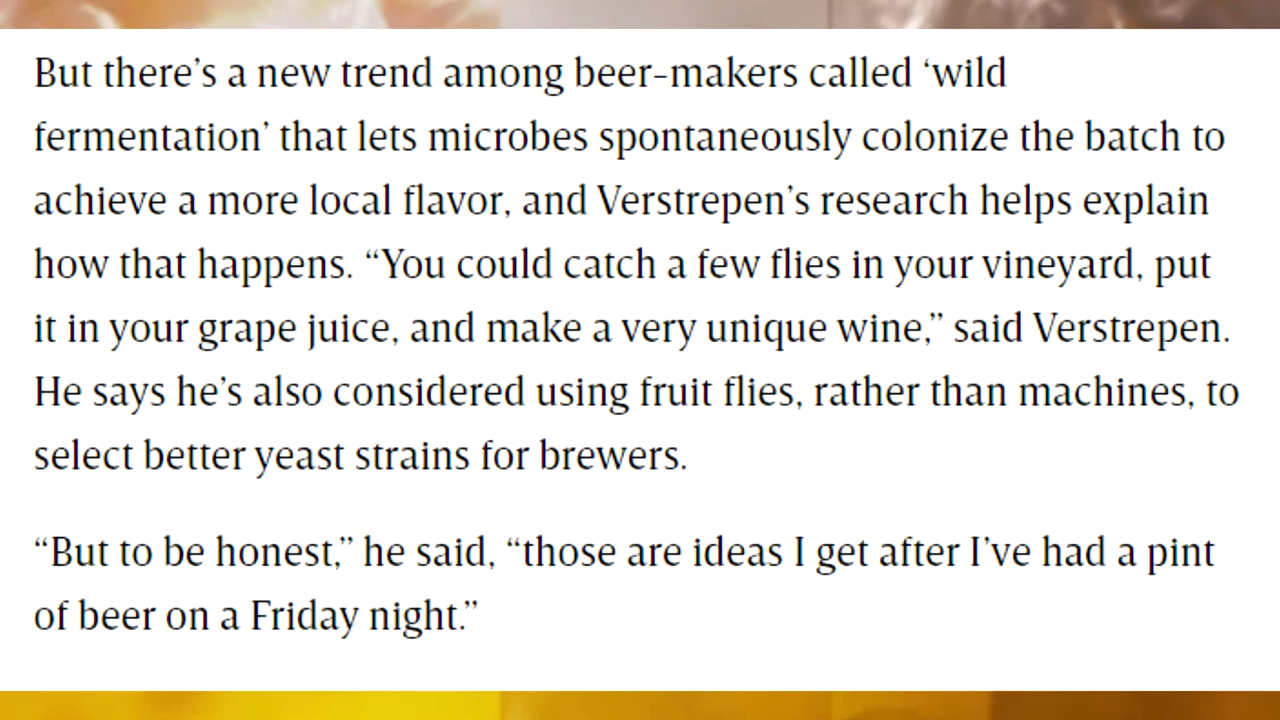 But there’s a new trend among beer-makers called ‘wild
fermentation’ that lets microbes spontaneously colonize the batch to
achieve a more local flavor, and Verstrepen’s research helps explain
how that happens. “You could catch a few flies in your vineyard, put
it in your grape juice, and make a very unique wine,” said Verstrepen.
He says he’s also considered using fruit flies, rather than machines, to
select better yeast strains for brewers.
“But to be honest,” he said, “those are ideas I get after I’ve had a pint
of beer on a Friday night.”